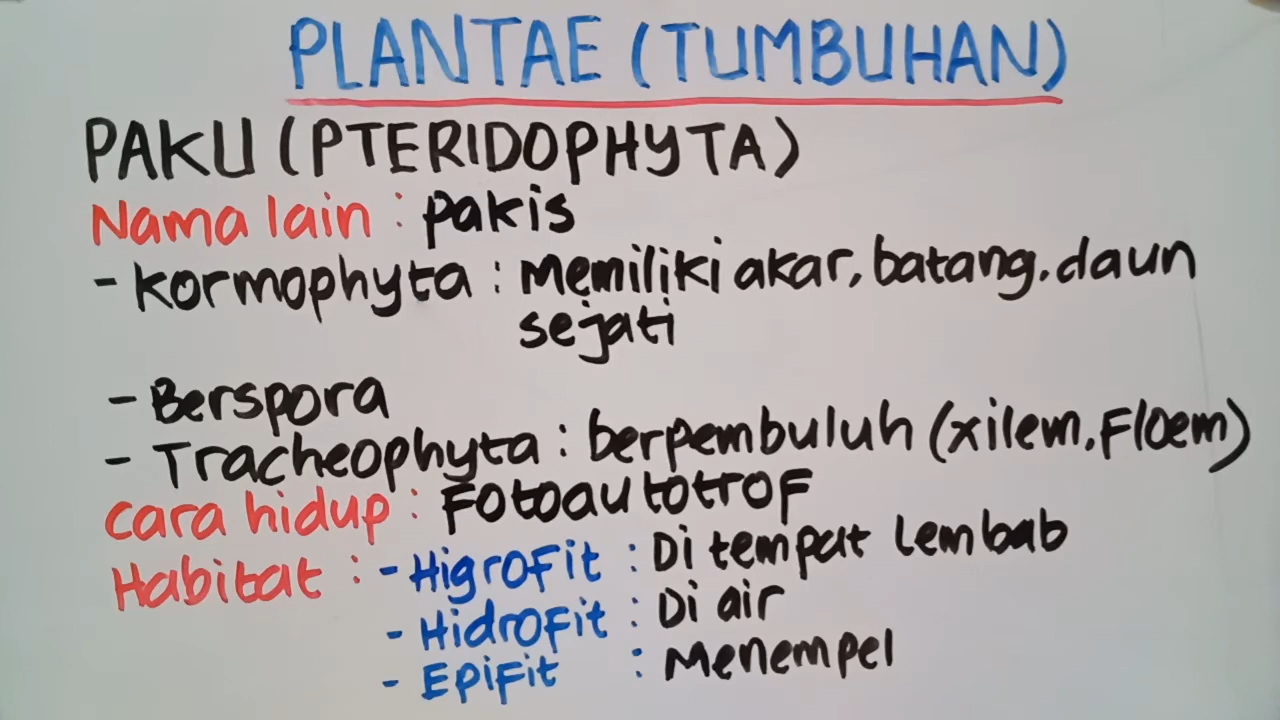 PLANTAE (TUMBUHAN)
PAKU (PTERIDOPHYTA)
Nama lain : pakis
- Kormophyta : Memiliki akar, batang, daun
sejati
- Berspora
- Tracheophyta : berpembuluh (xilem, Floem)
Cara hidup : Fotoautotrof
Habitat : - Higrofit : Di tempat lembab
- Hidrofit : Di air
- Epifit : Menempel